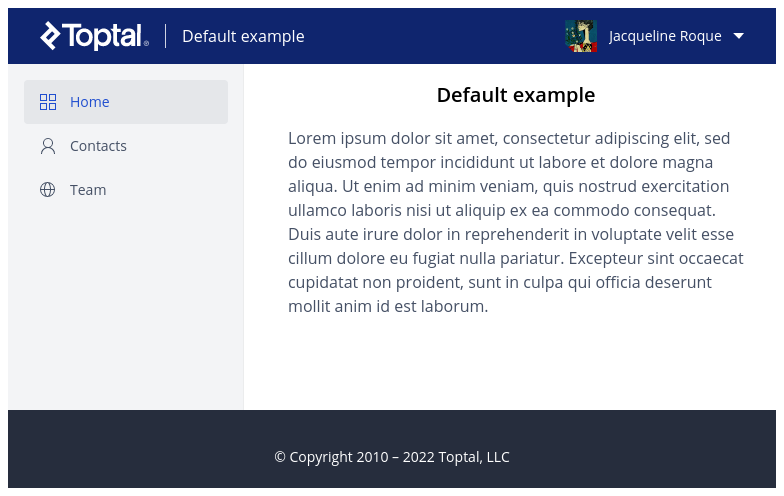 Toptal®
Default example
Jacqueline Roque
Home
Contacts
Team
Default example
Lorem ipsum dolor sit amet, consectetur adipiscing elit, sed
do eiusmod tempor incididunt ut labore et dolore magna
aliqua. Ut enim ad minim veniam, quis nostrud exercitation
ullamco laboris nisi ut aliquip ex ea commodo consequat.
Duis aute irure dolor in reprehenderit in voluptate velit esse
cillum dolore eu fugiat nulla pariatur. Excepteur sint occaecat
cupidatat non proident, sunt in culpa qui officia deserunt
mollit anim id est laborum.
© Copyright 2010 – 2022 Toptal, LLC